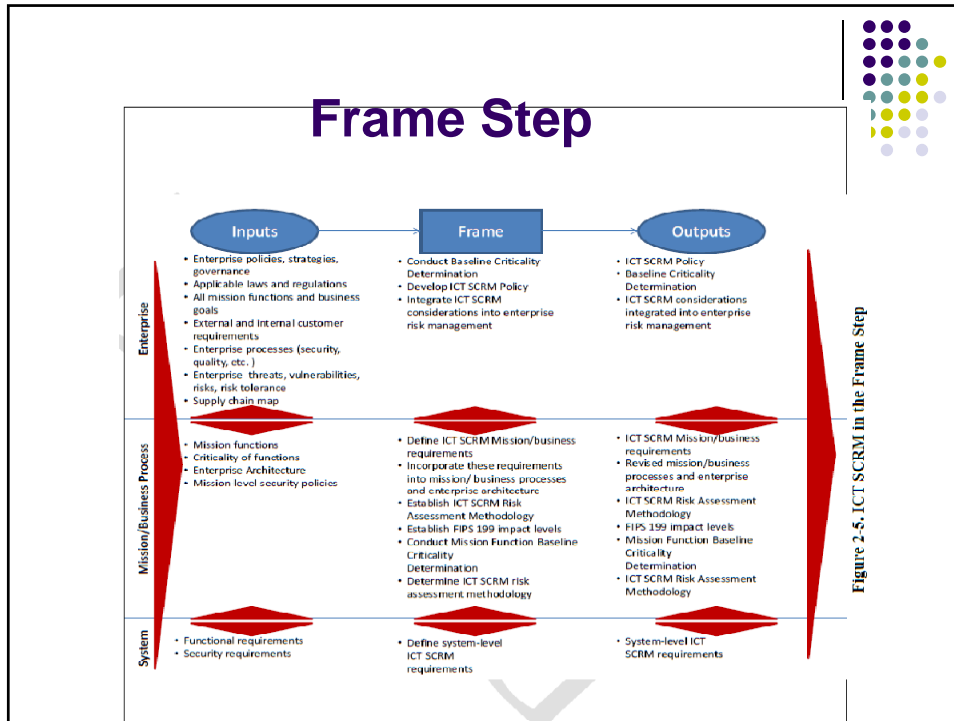 Frame Step
Inputs
Frame
Outputs
Enterprise
• Enterprise policies, strategies,
governance
• Applicable laws and regulations
• All mission functions and business
goals
• External and Internal customer
requirements
• Enterprise processes (security,
quality, etc. )
• Enterprise threats, vulnerabilities,
risks, risk tolerance
• Supply chain map
• Conduct Baseline Criticality
Determination
• Develop ICT SCRM Policy
• Integrate ICT SCRM
considerations into enterprise
risk management
• ICT SCRM Policy
• Baseline Criticality
Determination
• ICT SCRM considerations
integrated into enterprise
risk management
Mission/Business Process
• Mission functions
• Criticality of functions
• Enterprise Architecture
• Mission level security policies
• Define ICT SCRM Mission/business
requirements
• Incorporate these requirements
into mission/ business processes
and enterprise architecture
• Establish ICT SCRM Risk
Assessment Methodology
• Establish FIPS 199 impact levels
• Conduct Mission Function Baseline
Criticality
Determination
• Determine ICT SCRM risk
assessment methodology
• ICT SCRM Mission/business
requirements
• Revised mission/business
processes and enterprise
architecture
• ICT SCRM Risk Assessment
Methodology
• FIPS 199 impact levels
• Mission Function Baseline
Criticality
Determination
• ICT SCRM Risk Assessment
Methodology
System
• Functional requirements
• Security requirements
• Define system-level
ICT SCRM
requirements
• System-level ICT
SCRM requirements
Figure 2-5. ICT SCRM in the Frame Step